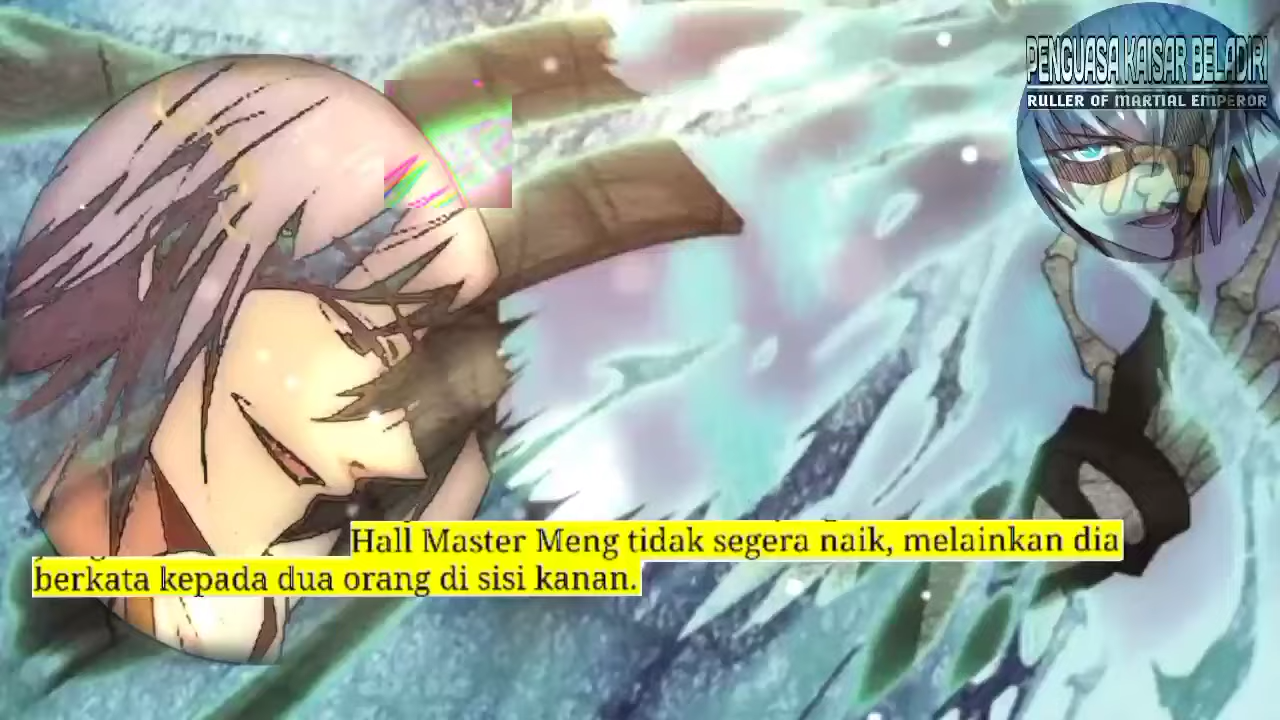 PENGUASA KAISAR BELADIRI
RULLER OF MARTIAL EMPEROR
Hall Master Meng tidak segera naik, melainkan dia
berkata kepada dua orang di sisi kanan.